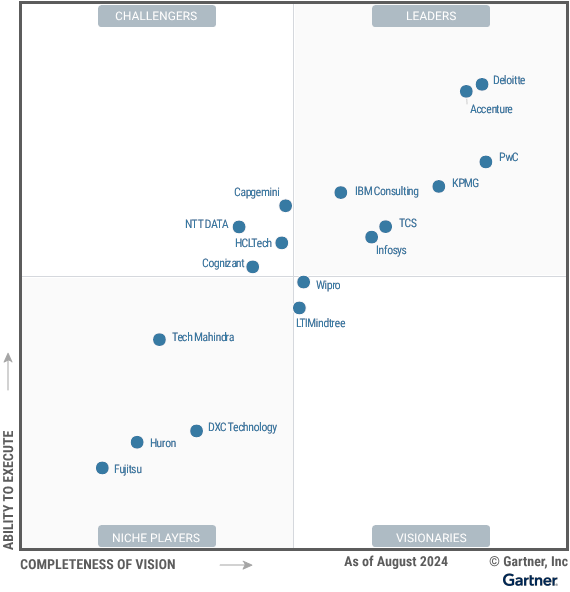 CHALLENGERS
LEADERS
Deloitte
Accenture
PwC
KPMG
IBM Consulting
Capgemini
NTT DATA
TCS
HCLTech
Infosys
Cognizant
Wipro
LTIMindtree
Tech Mahindra
DXC Technology
Huron
Fujitsu
NICHE PLAYERS
VISIONARIES
ABILITY TO EXECUTE
COMPLETENESS OF VISION
As of August 2024
© Gartner, Inc
Gartner